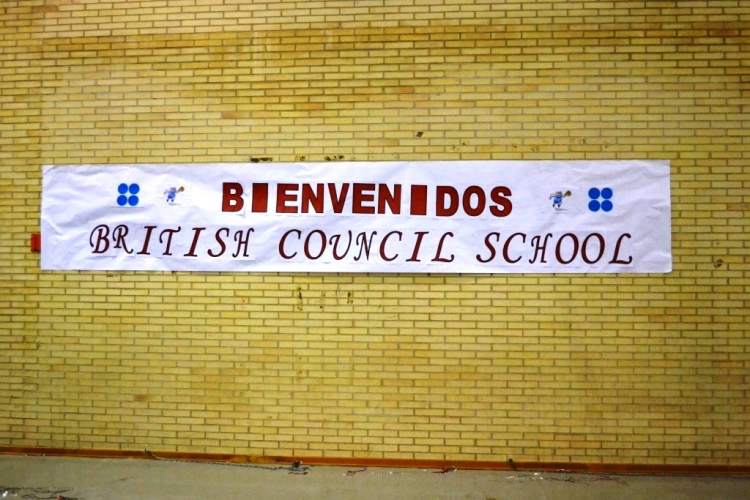 BIENVENIDOS
BRITISH COUNCIL SCHOOL